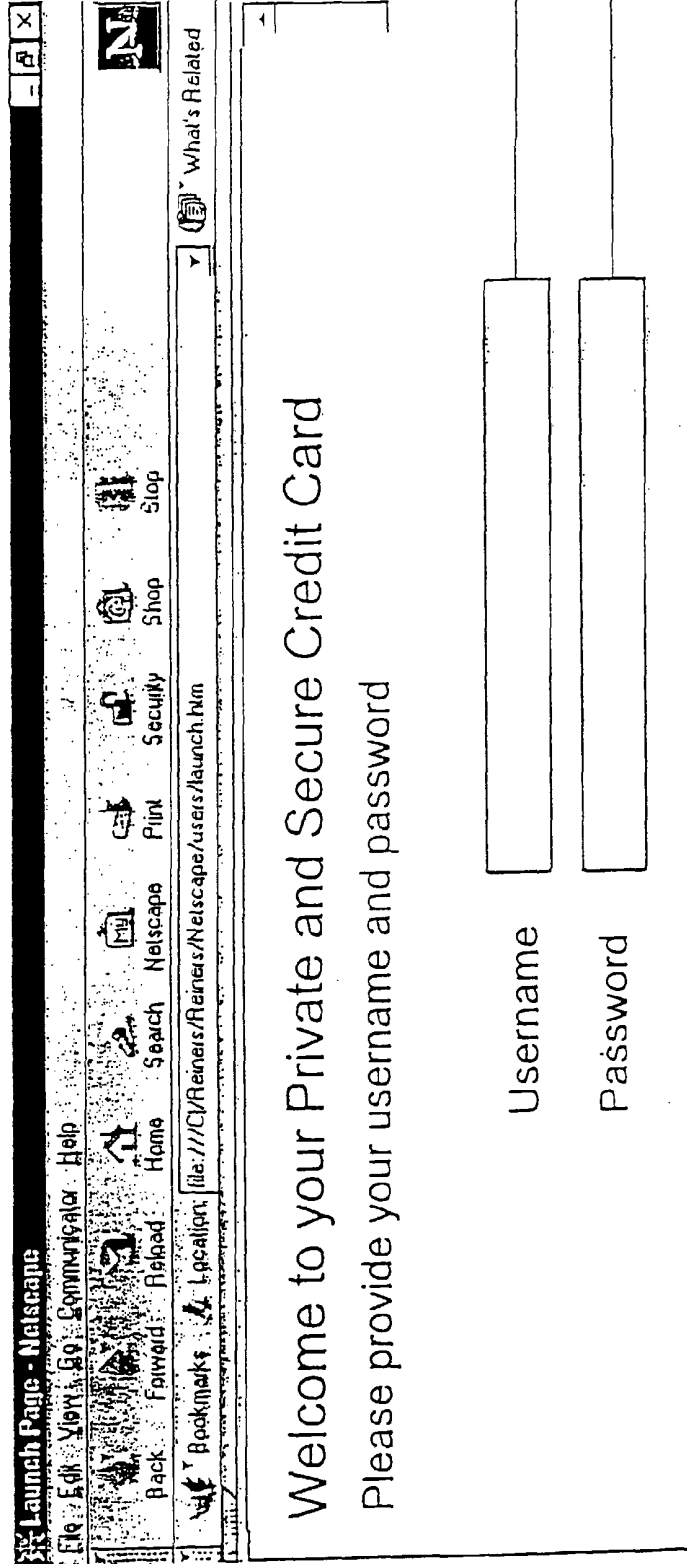 Launch Page - Netscape
File Edit View Go Communicator Help
Back Forward Reload Home Search Netscape Print Security Shop Stop
My
N
Bookmarks Location: file:///C|/Reiners/Reiners/Netscape/users/launch.htm What's Related
Welcome to your Private and Secure Credit Card
Please provide your username and password
Username
Password